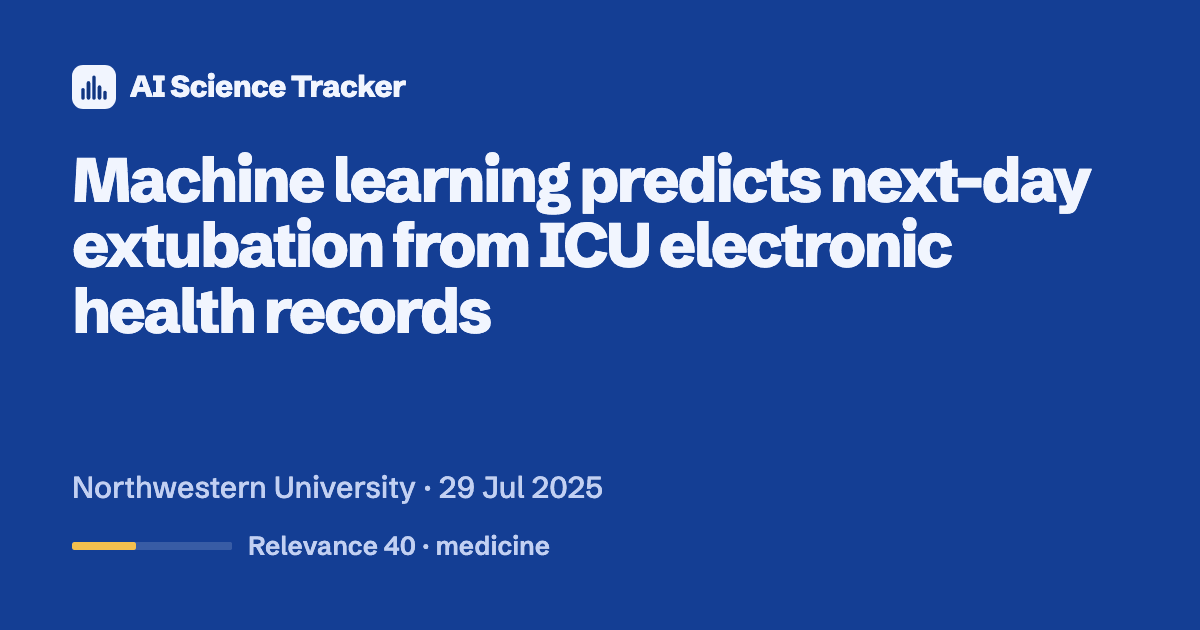 AI Science Tracker
Machine learning predicts next-day
extubation from ICU electronic
health records
Northwestern University · 29 Jul 2025
Relevance 40 · medicine